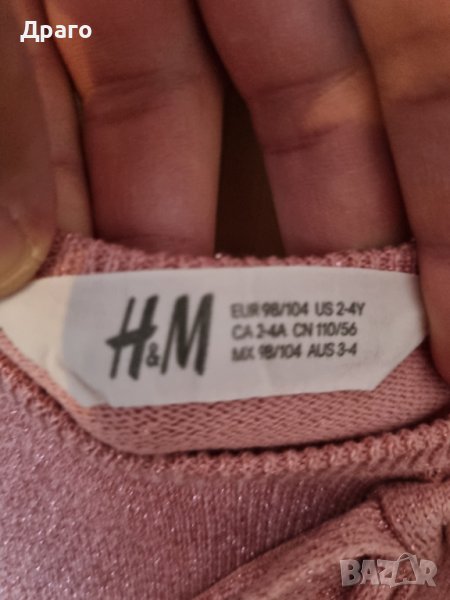 Драго
H&M
EUR 98/104 US 2-4Y
CA 2-4A CN 110/56
MX 98/104 AUS 3-4
BAZAR